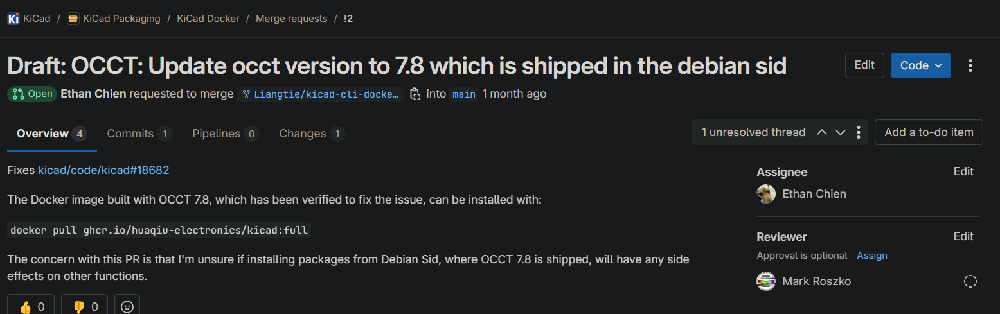 KiCad / KiCad Packaging / KiCad Docker / Merge requests / !2
Draft: OCCT: Update occt version to 7.8 which is shipped in the debian sid
Edit
Code
Open Ethan Chien requested to merge Liangtie/kicad-cli-docke… into main 1 month ago
Overview 4 Commits 1 Pipelines 0 Changes 1
1 unresolved thread
Add a to-do item
Fixes kicad/code/kicad#18682
The Docker image built with OCCT 7.8, which has been verified to fix the issue, can be installed with:
docker pull ghcr.io/huaqiu-electronics/kicad:full
The concern with this PR is that I'm unsure if installing packages from Debian Sid, where OCCT 7.8 is shipped, will have any side
effects on other functions.
👍 0 👎 0
Assignee Edit
Ethan Chien
Reviewer Edit
Approval is optional Assign
Mark Roszko